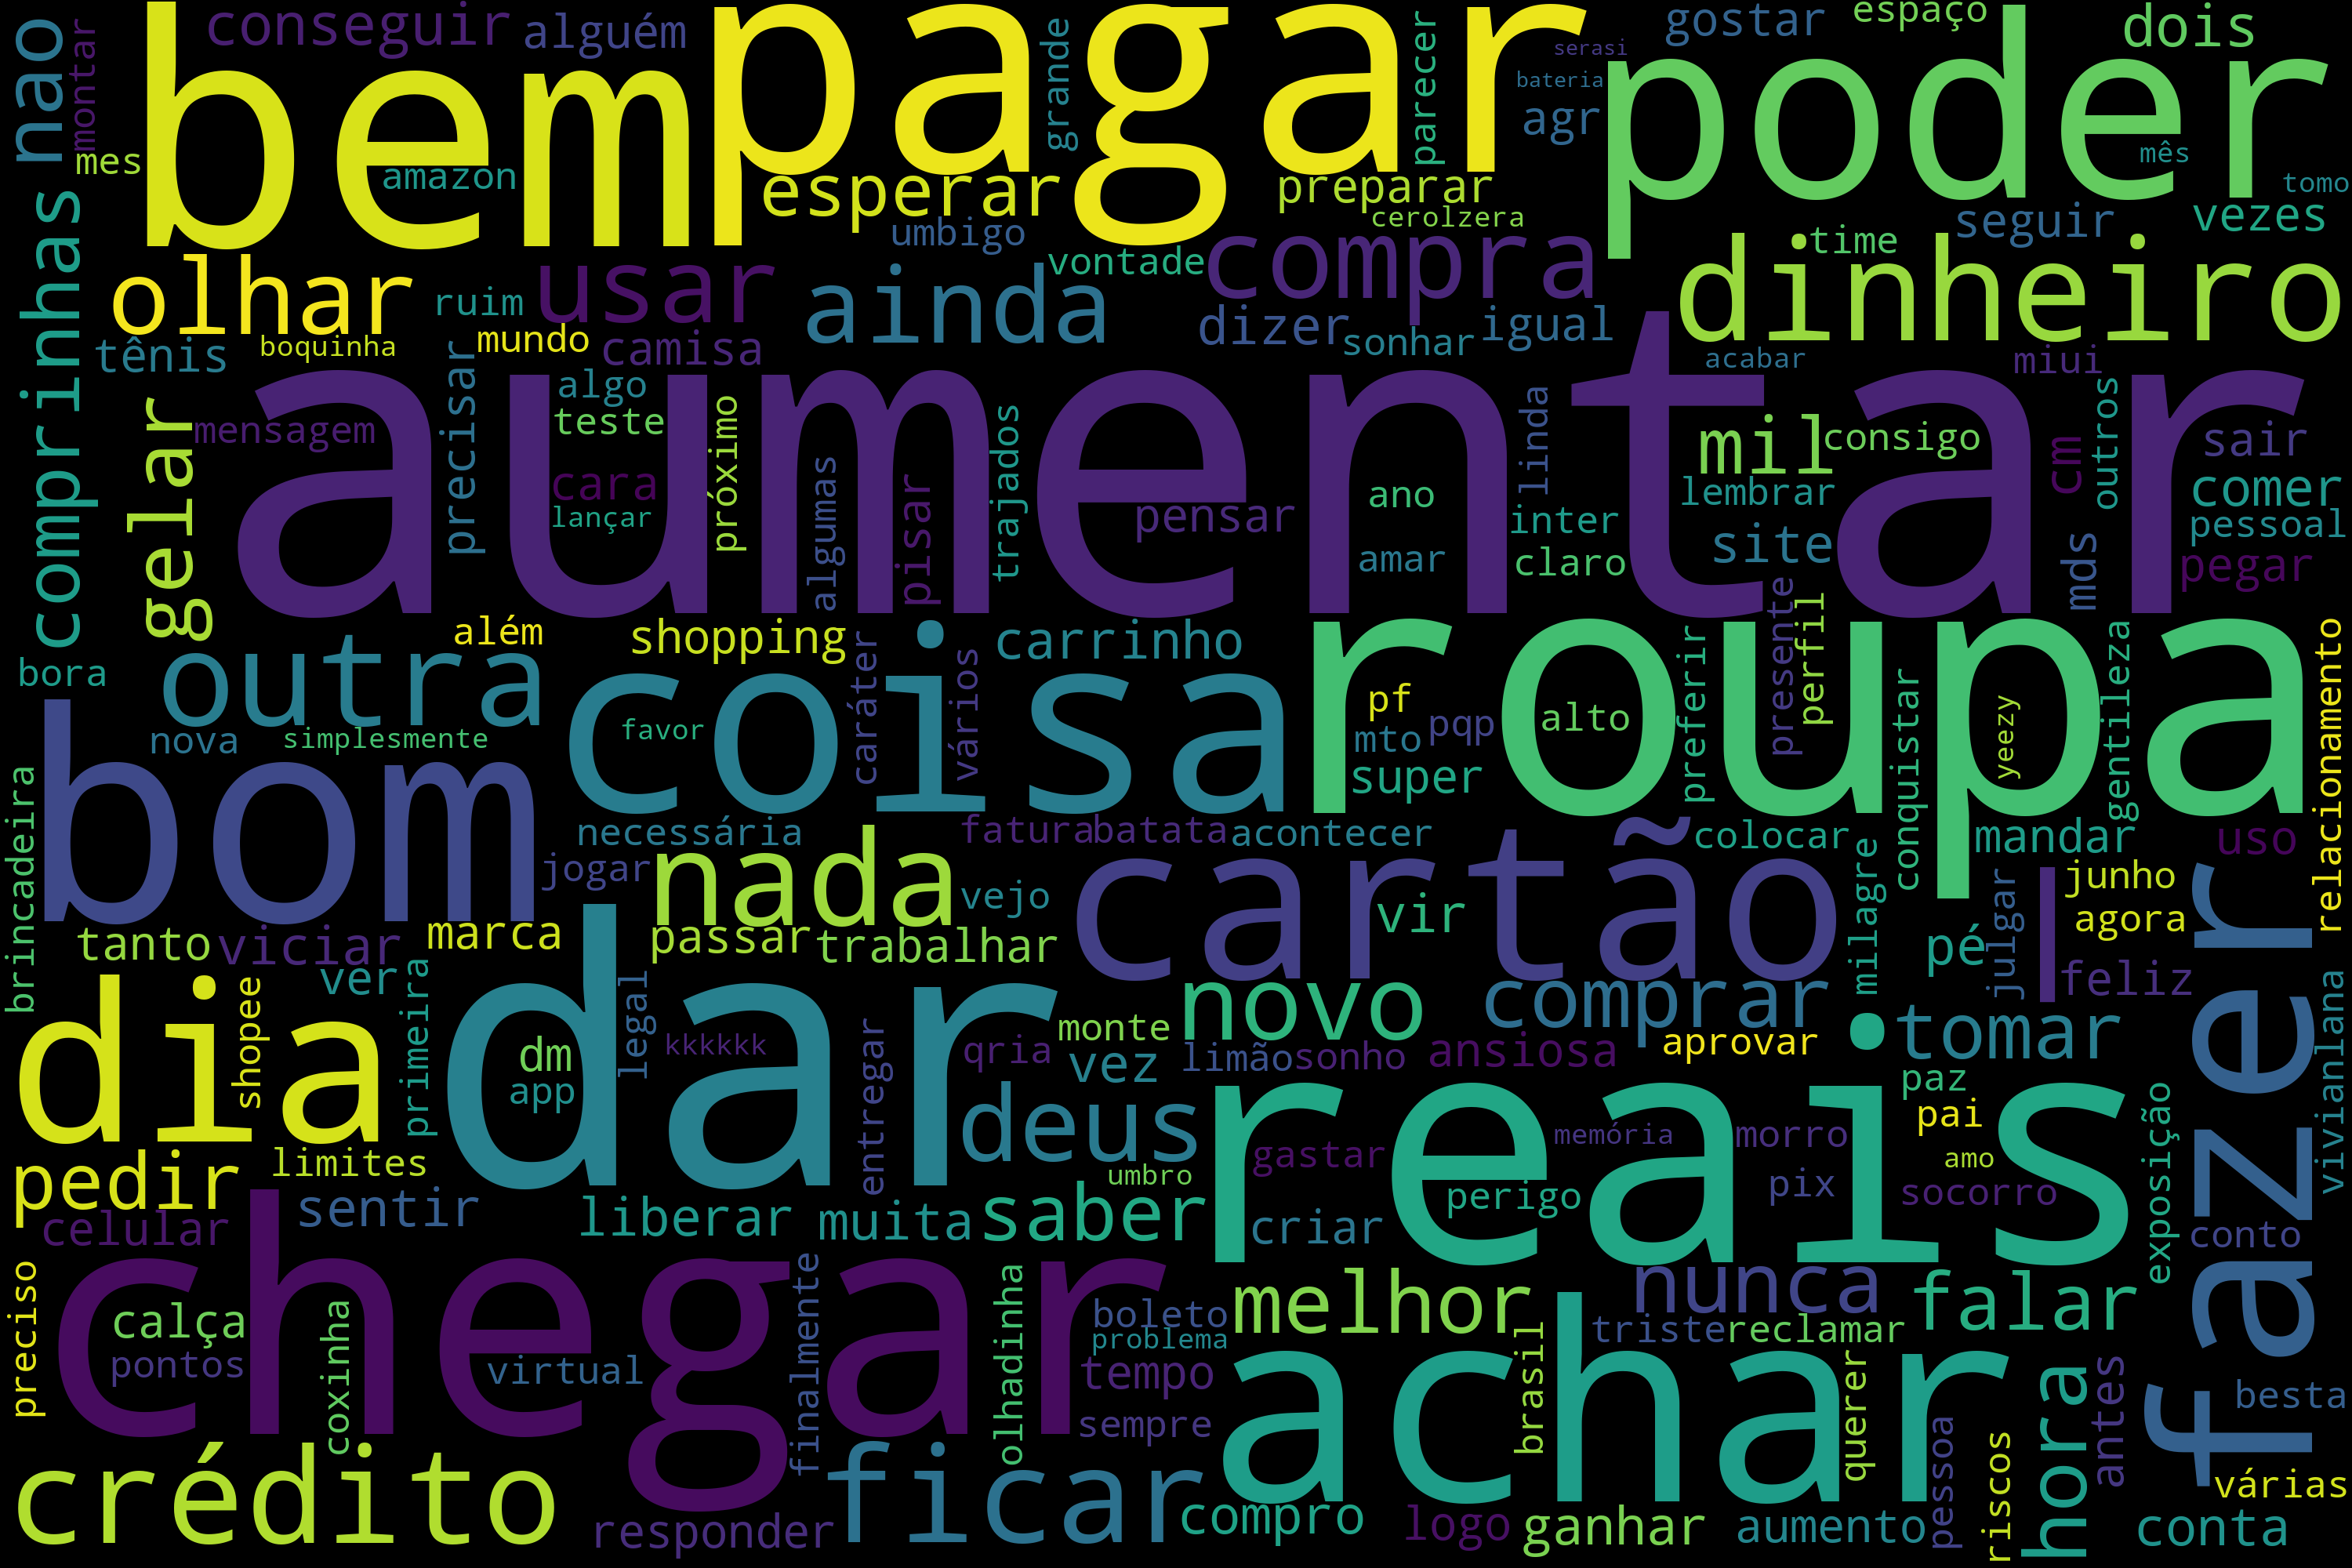 conseguir
alguém
bem
pagar
grande
parecer
serasi
bateria
agr
gostar
espaço
dois
poder
mês
tomo
nao
montar
mes
amazon
esperar
umbigo
preparar
cerolzera
seguir
time
vezes
comprinhas
olhar
ruim
usar
ainda
vontade
compra
dinheiro
tênis
boquinha
mundo
camisa
dizer
sonhar
igual
acabar
miui
gelar
mensagem
precisar
algo
teste
cara
lançar
próximo
algumas
pisar
trajados
aumentar
pensar
ano
amar
linda
inter
claro
mil
consigo
lembrar
site
cm
mds
outros
sair
comer
pessoal
pegar
bora
outra
além
nova
simplesmente
shopping
coisa
favor
caráter
vários
carrinho
roupa
pf
mto
pqp
super
alto
preferir
presente
perfil
conquistar
yeezy
gentileza
relacionamento
brincadeira
bom
necessária
jogar
nada
fatura
batata
acontecer
vejo
cartão
vir
colocar
milagre
mandar
uso
junho
agora
julgar
l
tanto
viciar
marca
passar
trabalhar
pé
feliz
dia
shopee
ver
primeira
dar
dm
app
legal
kkkkkk
entregar
qria
monte
vez
novo
limão
sonho
ansiosa
comprar
aprovar
tomar
paz
pai
amo
fazer
vivianlana
deus
reais
gastar
memória
morro
pix
perigo
socorro
exposição
pedir
limites
sentir
celular
liberar
muita
saber
umbro
criar
conto
preciso
calça
pontos
coxinha
chegar
virtual
finalmente
olhadinha
boleto
problema
tempo
sempre
melhor
achar
brasil
nunca
triste
reclamar
falar
querer
pessoa
riscos
hora
antes
besta
várias
crédito
responder
ficar
compro
logo
ganhar
aumento
conta